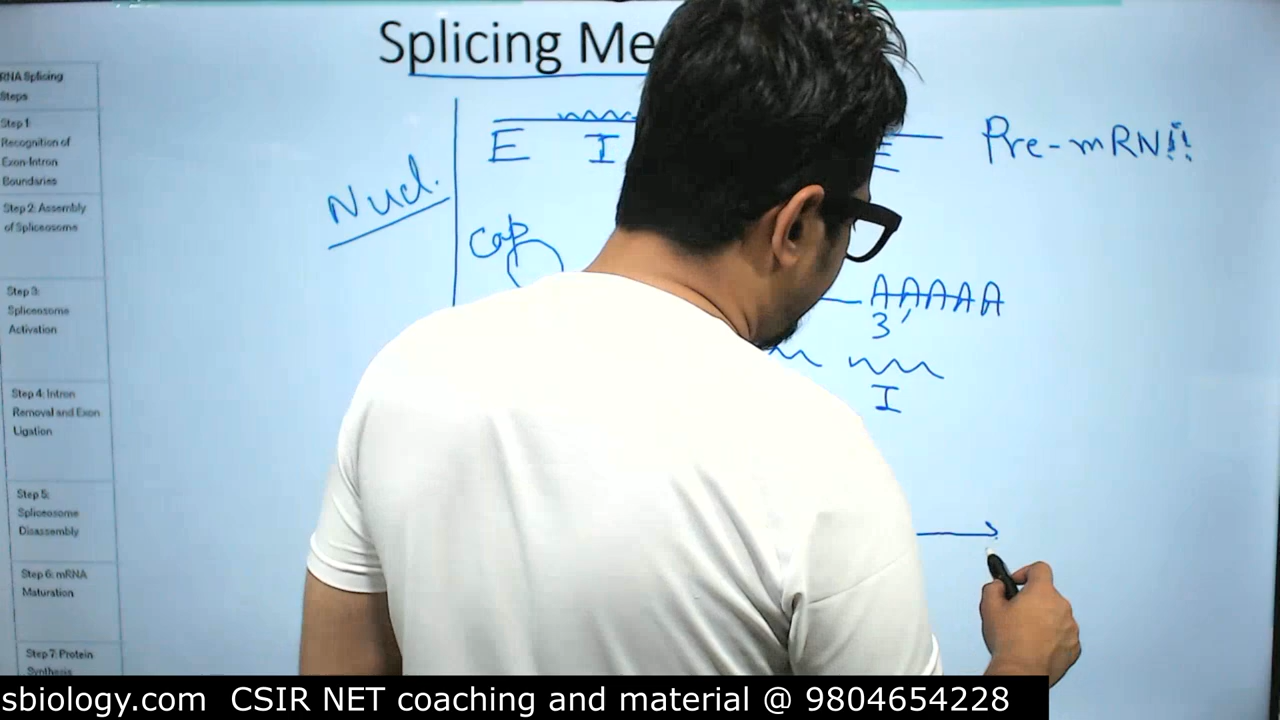 Splicing Me
RNA Splicing
Steps
Step 1:
Recognition of
Exon-Intron
Boundaries
Step 2: Assembly
of Spliceosome
Step 3:
Spliceosome
Activation
Step 4: Intron
Removal and Exon
Ligation
Step 5:
Spliceosome
Disassembly
Step 6: mRNA
Maturation
Step 7: Protein
Synthesis
Nucl.
E I E Pre-mRN
Cap
AAAAA
3'
I
sbiology.com CSIR NET coaching and material @ 9804654228